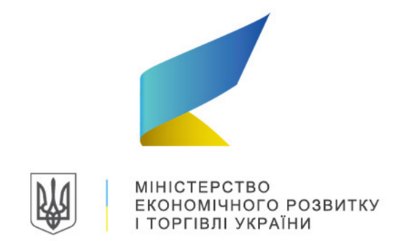 МІНІСТЕРСТВО
ЕКОНОМІЧНОГО РОЗВИТКУ
І ТОРГІВЛІ УКРАЇНИ